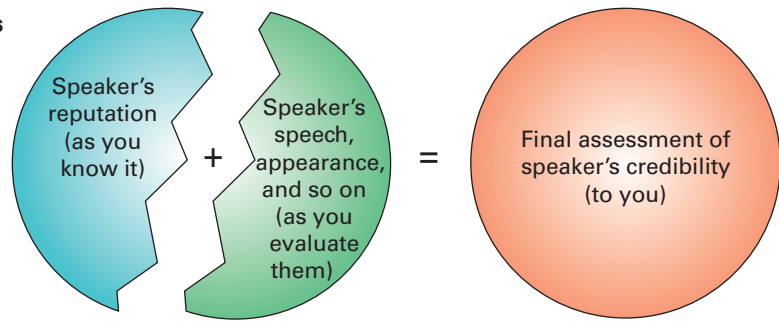 s
Speaker's
reputation
(as you
know it)
+
Speaker's
speech,
appearance,
and so on
(as you
evaluate
them)
=
Final assessment of
speaker's credibility
(to you)